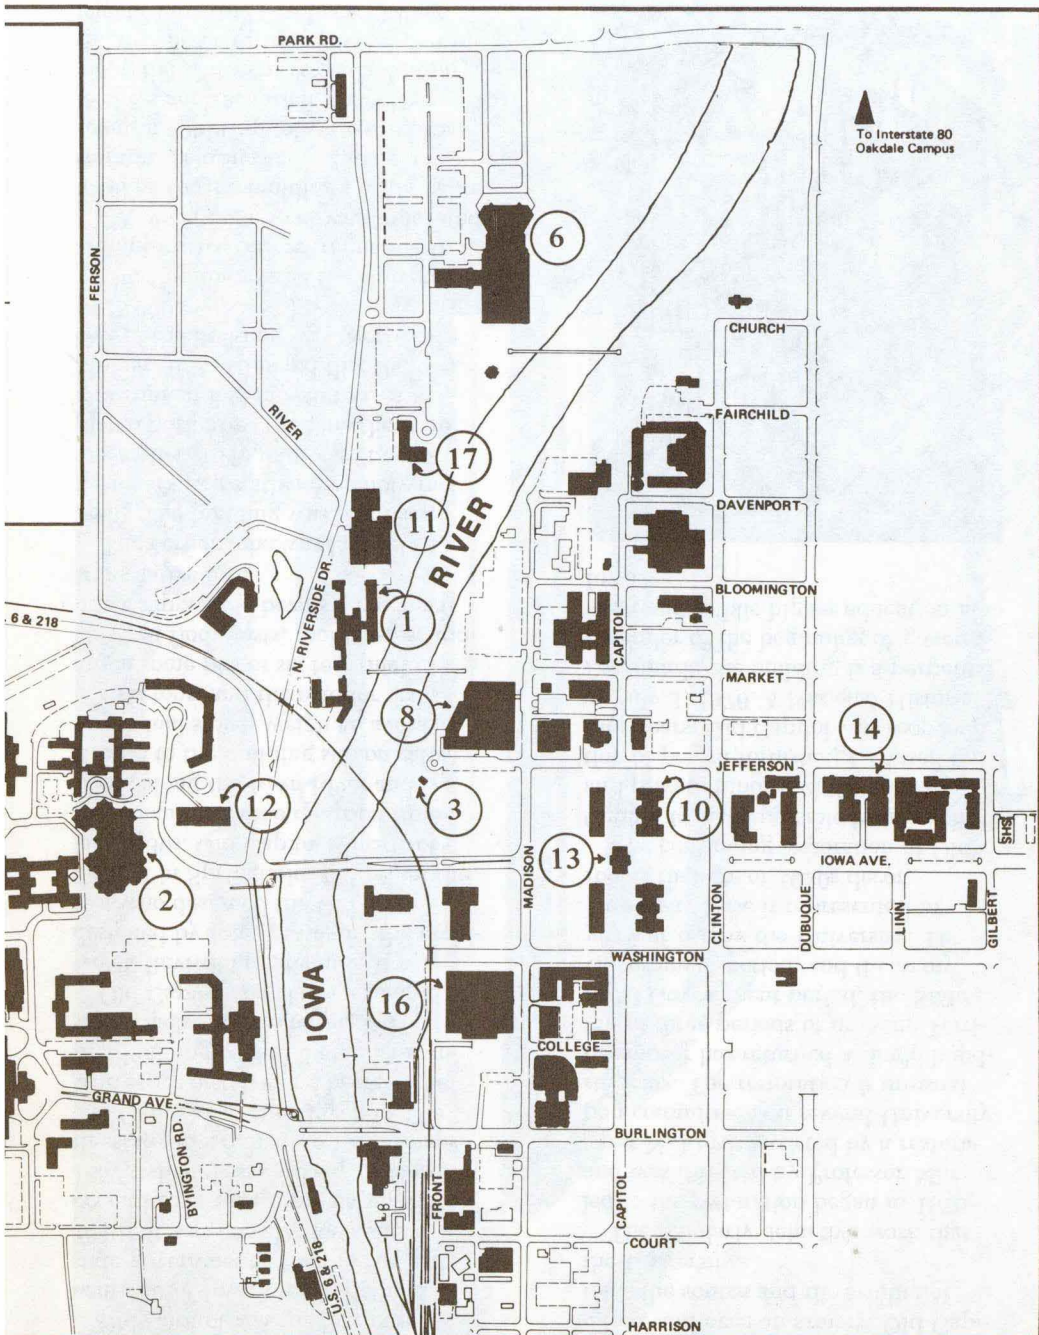 PARK RD.
To Interstate 80
Oakdale Campus
6
FERSON
CHURCH
RIVER
FAIRCHILD
17
11
RIVER
DAVENPORT
N. RIVERSIDE DR.
BLOOMINGTON
6 & 218
1
CAPITOL
MARKET
8
14
JEFFERSON
12
3
10
13
IOWA AVE.
SHS
2
MADISON
CLINTON
DUBUQUE
LINN
GILBERT
WASHINGTON
IOWA
16
COLLEGE
GRAND AVE.
BURLINGTON
BYINGTON RD.
FRONT
CAPITOL
COURT
U.S. 6 & 218
HARRISON